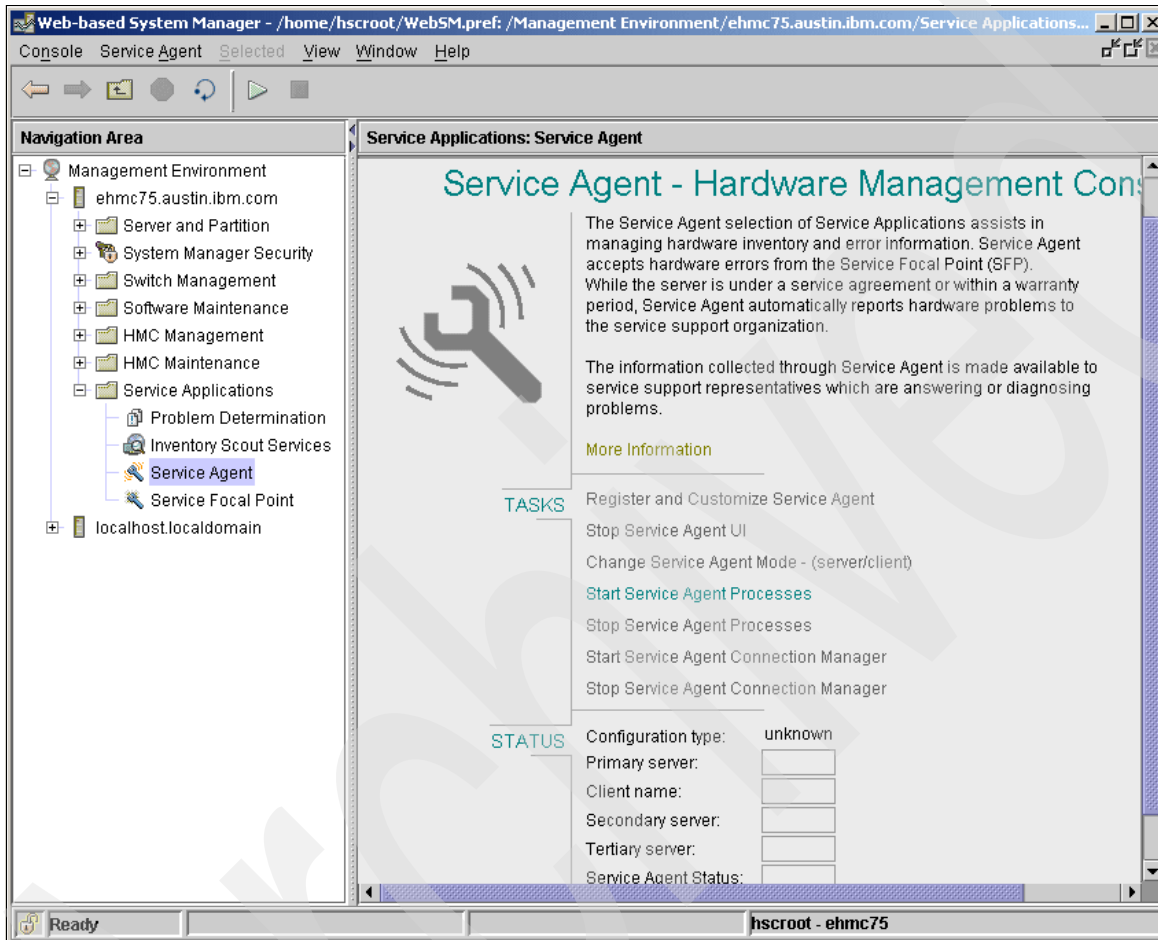 Web-based System Manager - /home/hscroot/WebSM.pref: /Management Environment/ehmc75.austin.ibm.com/Service Applications...
Console Service Agent Selected View Window Help
Navigation Area
Management Environment
ehmc75.austin.ibm.com
Server and Partition
System Manager Security
Switch Management
Software Maintenance
HMC Management
HMC Maintenance
Service Applications
Problem Determination
Inventory Scout Services
Service Agent
Service Focal Point
localhost.localdomain
Service Applications: Service Agent
Service Agent - Hardware Management Cons
The Service Agent selection of Service Applications assists in
managing hardware inventory and error information. Service Agent
accepts hardware errors from the Service Focal Point (SFP).
While the server is under a service agreement or within a warranty
period, Service Agent automatically reports hardware problems to
the service support organization.
The information collected through Service Agent is made available to
service support representatives which are answering or diagnosing
problems.
More Information
TASKS
Register and Customize Service Agent
Stop Service Agent UI
Change Service Agent Mode - (server/client)
Start Service Agent Processes
Stop Service Agent Processes
Start Service Agent Connection Manager
Stop Service Agent Connection Manager
STATUS
Configuration type: unknown
Primary server:
Client name:
Secondary server:
Tertiary server:
Service Agent Status:
Ready
hscroot - ehmc75